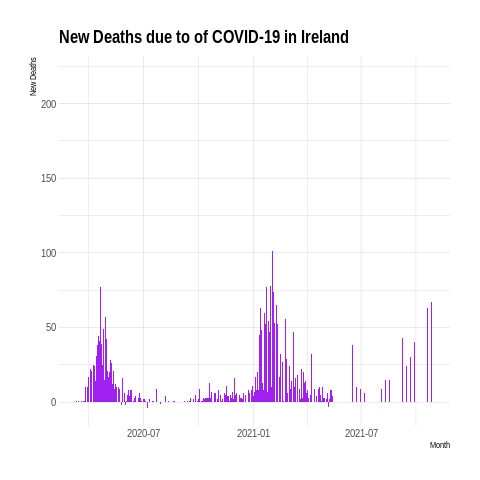 New Deaths due to of COVID-19 in Ireland
New Deaths
200
150
100
50
0
2020-07
2021-01
2021-07
Month